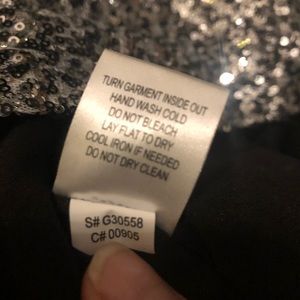 TURN GARMENT INSIDE OUT
HAND WASH COLD
DO NOT BLEACH
LAY FLAT TO DRY
COOL IRON IF NEEDED
DO NOT DRY CLEAN
S# G30558
C# 00905